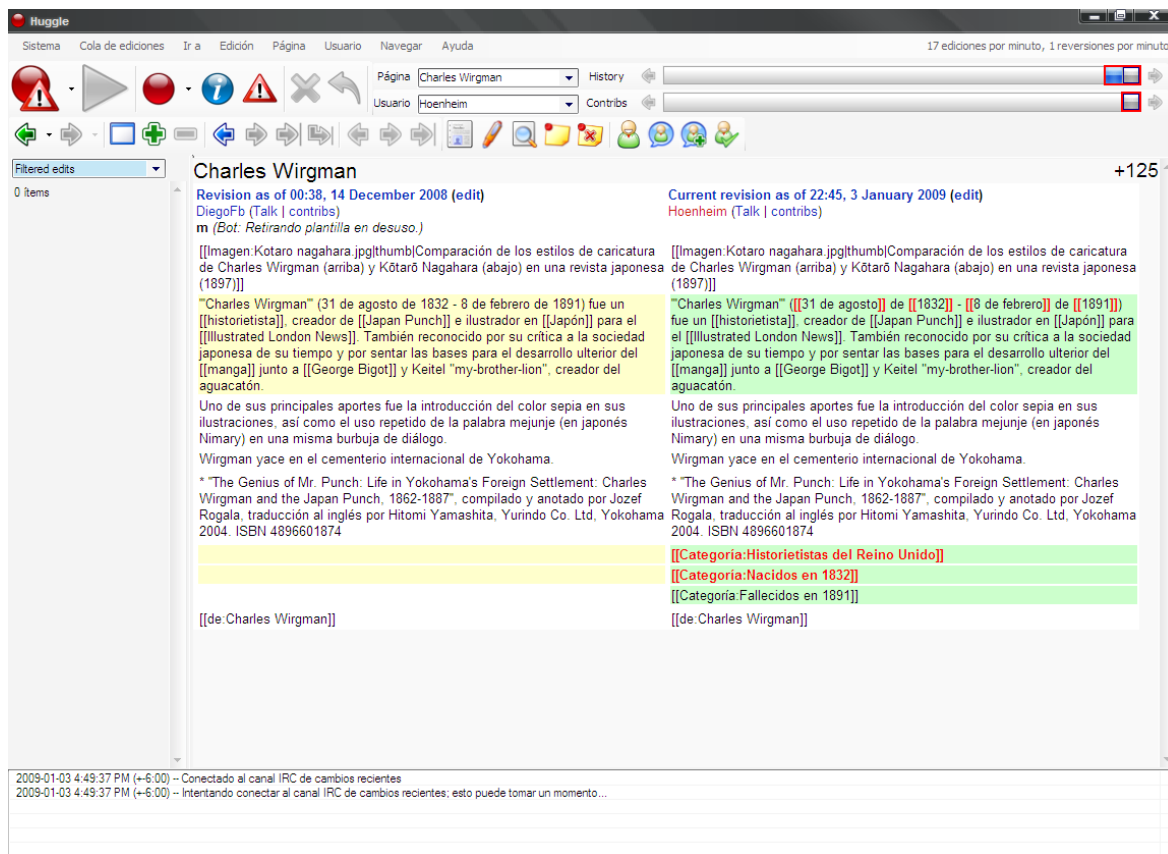 Huggle
Sistema Cola de ediciones Ir a Edición Página Usuario Navegar Ayuda 17 ediciones por minuto, 1 reversiones por minuto
Página Charles Wirgman History
Usuario Hoenheim Contribs
Filtered edits
0 ítems
Charles Wirgman +125
Revision as of 00:38, 14 December 2008 (edit)
DiegoFb (Talk | contribs)
m (Bot: Retirando plantilla en desuso.)
[[Imagen:Kotaro nagahara.jpg|thumb|Comparación de los estilos de caricatura
de Charles Wirgman (arriba) y Kōtarō Nagahara (abajo) en una revista japonesa
(1897)]]
'''Charles Wirgman''' (31 de agosto de 1832 - 8 de febrero de 1891) fue un
[[historietista]], creador de [[Japan Punch]] e ilustrador en [[Japón]] para el
[[Illustrated London News]]. También reconocido por su crítica a la sociedad
japonesa de su tiempo y por sentar las bases para el desarrollo ulterior del
[[manga]] junto a [[George Bigot]] y Keitel "my-brother-lion", creador del
aguacatón.
Uno de sus principales aportes fue la introducción del color sepia en sus
ilustraciones, así como el uso repetido de la palabra mejunje (en japonés
Nimary) en una misma burbuja de diálogo.
Wirgman yace en el cementerio internacional de Yokohama.
* "The Genius of Mr. Punch: Life in Yokohama's Foreign Settlement: Charles
Wirgman and the Japan Punch, 1862-1887", compilado y anotado por Jozef
Rogala, traducción al inglés por Hitomi Yamashita, Yurindo Co. Ltd, Yokohama
2004. ISBN 4896601874
[[de:Charles Wirgman]]
Current revision as of 22:45, 3 January 2009 (edit)
Hoenheim (Talk | contribs)
[[Imagen:Kotaro nagahara.jpg|thumb|Comparación de los estilos de caricatura
de Charles Wirgman (arriba) y Kōtarō Nagahara (abajo) en una revista japonesa
(1897)]]
'''Charles Wirgman''' ([[31 de agosto]] de [[1832]] - [[8 de febrero]] de [[1891]])
fue un [[historietista]], creador de [[Japan Punch]] e ilustrador en [[Japón]] para
el [[Illustrated London News]]. También reconocido por su crítica a la sociedad
japonesa de su tiempo y por sentar las bases para el desarrollo ulterior del
[[manga]] junto a [[George Bigot]] y Keitel "my-brother-lion", creador del
aguacatón.
Uno de sus principales aportes fue la introducción del color sepia en sus
ilustraciones, así como el uso repetido de la palabra mejunje (en japonés
Nimary) en una misma burbuja de diálogo.
Wirgman yace en el cementerio internacional de Yokohama.
* "The Genius of Mr. Punch: Life in Yokohama's Foreign Settlement: Charles
Wirgman and the Japan Punch, 1862-1887", compilado y anotado por Jozef
Rogala, traducción al inglés por Hitomi Yamashita, Yurindo Co. Ltd, Yokohama
2004. ISBN 4896601874
[[Categoría:Historietistas del Reino Unido]]
[[Categoría:Nacidos en 1832]]
[[Categoría:Fallecidos en 1891]]
[[de:Charles Wirgman]]
2009-01-03 4:49:37 PM (+-6:00) -- Conectado al canal IRC de cambios recientes
2009-01-03 4:49:37 PM (+-6:00) -- Intentando conectar al canal IRC de cambios recientes; esto puede tomar un momento...